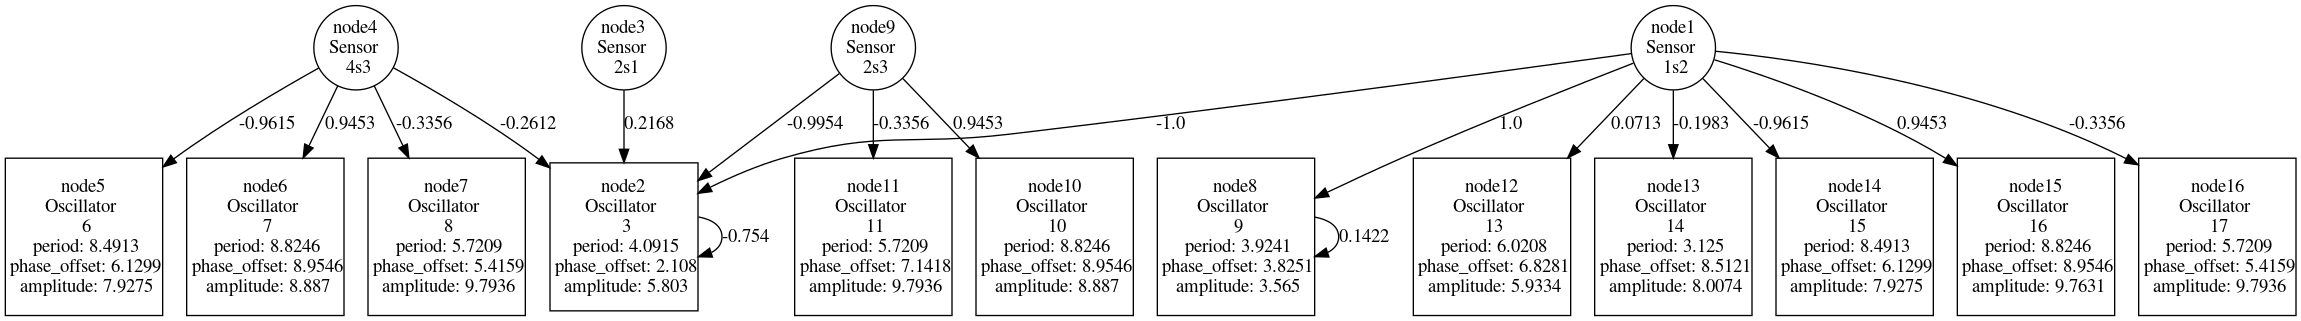 node4
Sensor
4s3
node3
Sensor
2s1
node9
Sensor
2s3
node1
Sensor
1s2
-0.9615
0.9453
-0.3356
-0.2612
0.2168
-0.9954
-0.3356
0.9453
-1.0
1.0
0.0713
-0.1983
-0.9615
0.9453
-0.3356
node5
Oscillator
6
period: 8.4913
phase_offset: 6.1299
amplitude: 7.9275
node6
Oscillator
7
period: 8.8246
phase_offset: 8.9546
amplitude: 8.887
node7
Oscillator
8
period: 5.7209
phase_offset: 5.4159
amplitude: 9.7936
node2
Oscillator
3
period: 4.0915
phase_offset: 2.108
amplitude: 5.803
-0.754
node11
Oscillator
11
period: 5.7209
phase_offset: 7.1418
amplitude: 9.7936
node10
Oscillator
10
period: 8.8246
phase_offset: 8.9546
amplitude: 8.887
node8
Oscillator
9
period: 3.9241
phase_offset: 3.8251
amplitude: 3.565
0.1422
node12
Oscillator
13
period: 6.0208
phase_offset: 6.8281
amplitude: 5.9334
node13
Oscillator
14
period: 3.125
phase_offset: 8.5121
amplitude: 8.0074
node14
Oscillator
15
period: 8.4913
phase_offset: 6.1299
amplitude: 7.9275
node15
Oscillator
16
period: 8.8246
phase_offset: 8.9546
amplitude: 9.7631
node16
Oscillator
17
period: 5.7209
phase_offset: 5.4159
amplitude: 9.7936